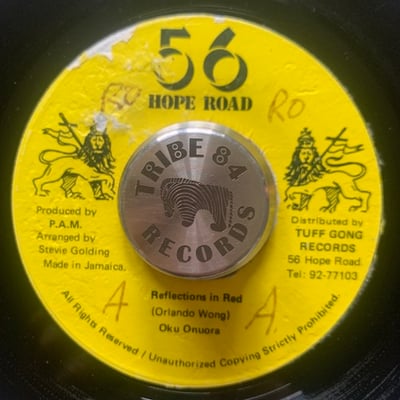 56
HOPE ROAD
RO
RO
TRIBE 84
RECORDS
Produced by
P.A.M.
Arranged by
Stevie Golding
Made in Jamaica.
Distributed by
TUFF GONG
RECORDS
56 Hope Road.
Tel: 92-77103
A
A
Reflections in Red
(Orlando Wong)
Oku Onuora
All Rights Reserved / Unauthorized Copying Strictly Prohibited.